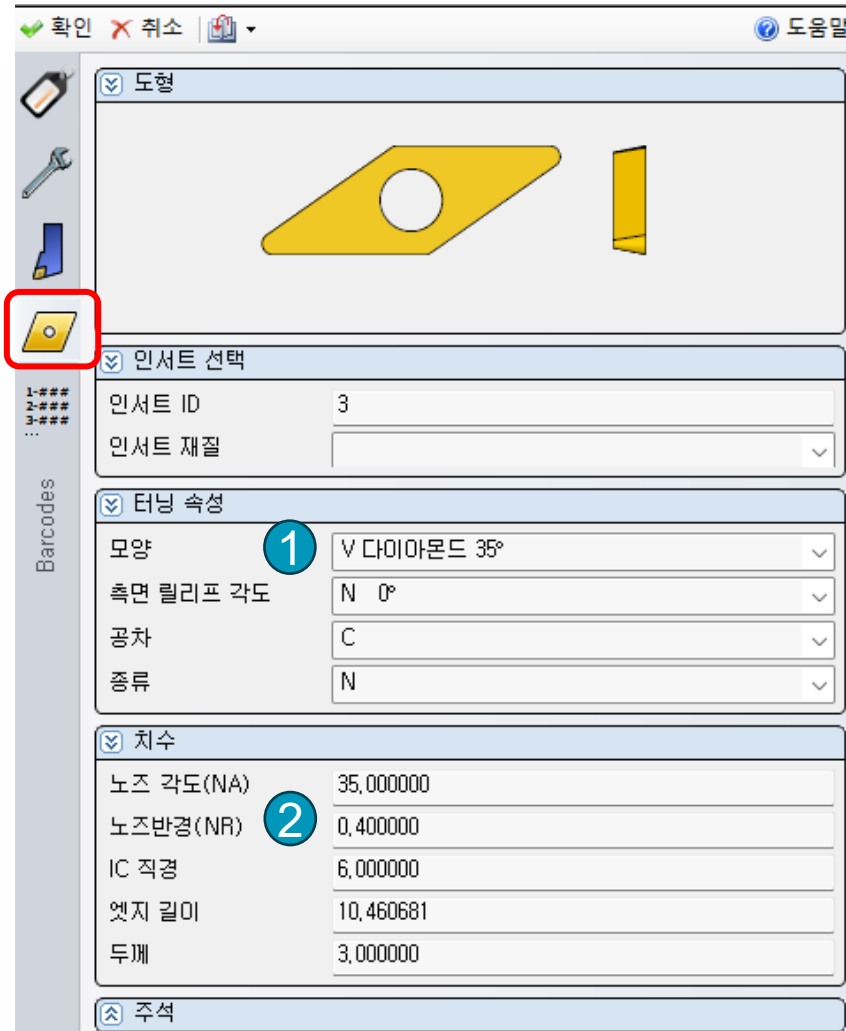 확인 취소 도움말
도형
인서트 선택
인서트 ID 3
인서트 재질
1-###
2-###
3-###
...
Barcodes
터닝 속성
모양 1 V 다이아몬드 35°
측면 릴리프 각도 N 0°
공차 C
종류 N
치수
노즈 각도(NA) 35,000000
노즈반경(NR) 2 0,400000
IC 직경 6,000000
엣지 길이 10,460681
두께 3,000000
주석